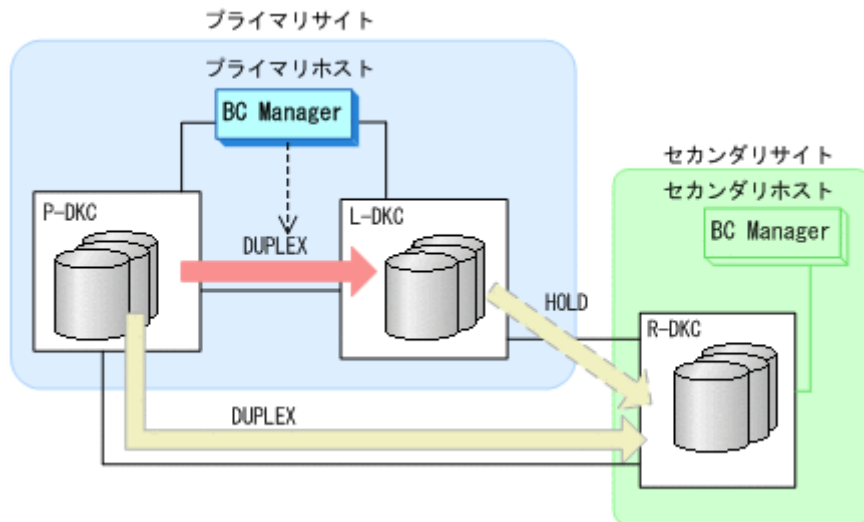 プライマリサイト
プライマリホスト
BC Manager
セカンダリサイト
セカンダリホスト
BC Manager
P-DKC
L-DKC
DUPLEX
HOLD
R-DKC
DUPLEX